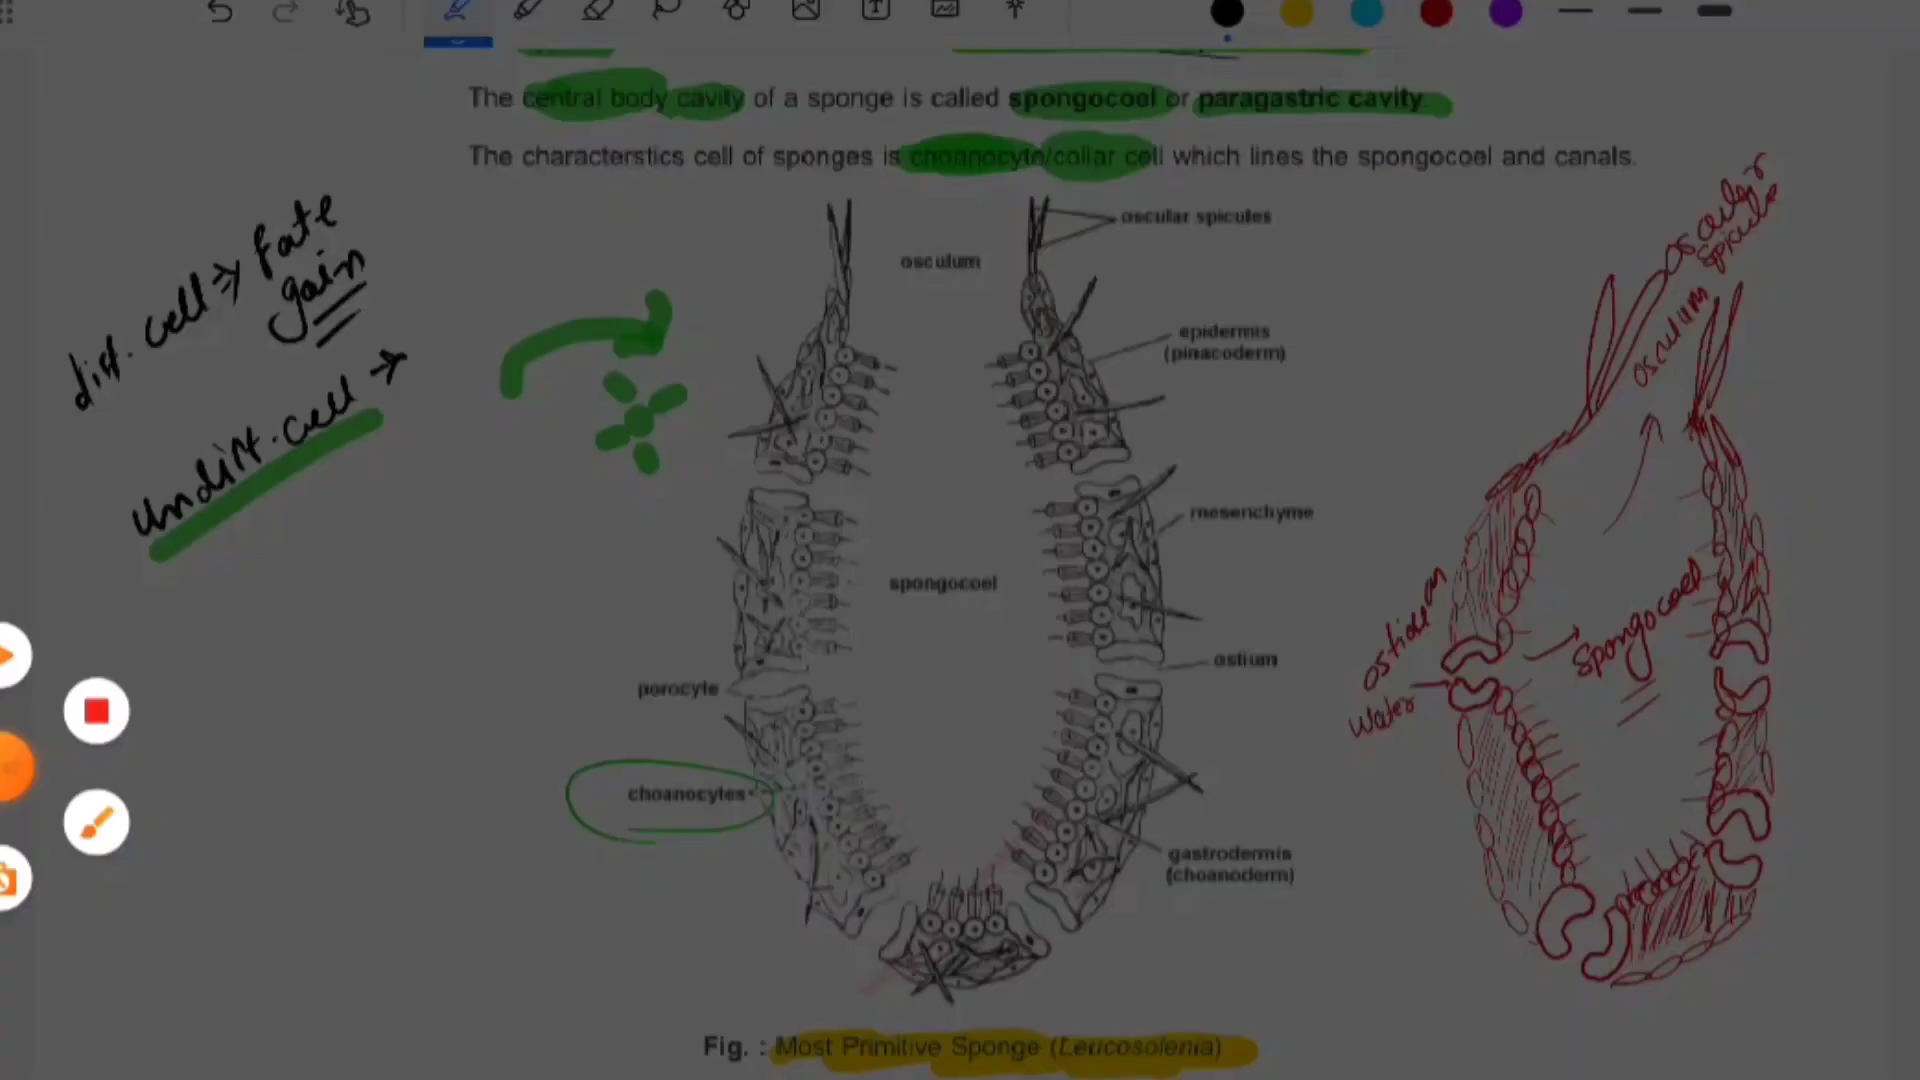 The central body cavity of a sponge is called spongocoel or paragastric cavity.
The characterstics cell of sponges is choanocyte/collar cell which lines the spongocoel and canals.
diff. cell ⇒ fate
gain
undiff. cell →
oscular spicules
osculum
epidermis
(pinacoderm)
mesenchyme
spongocoel
ostium
porocyte
choanocytes
gastrodermis
(choanoderm)
oscular
spicule
osculum
spongocoel
ostium
water
Fig. : Most Primitive Sponge (Leucosolenia)